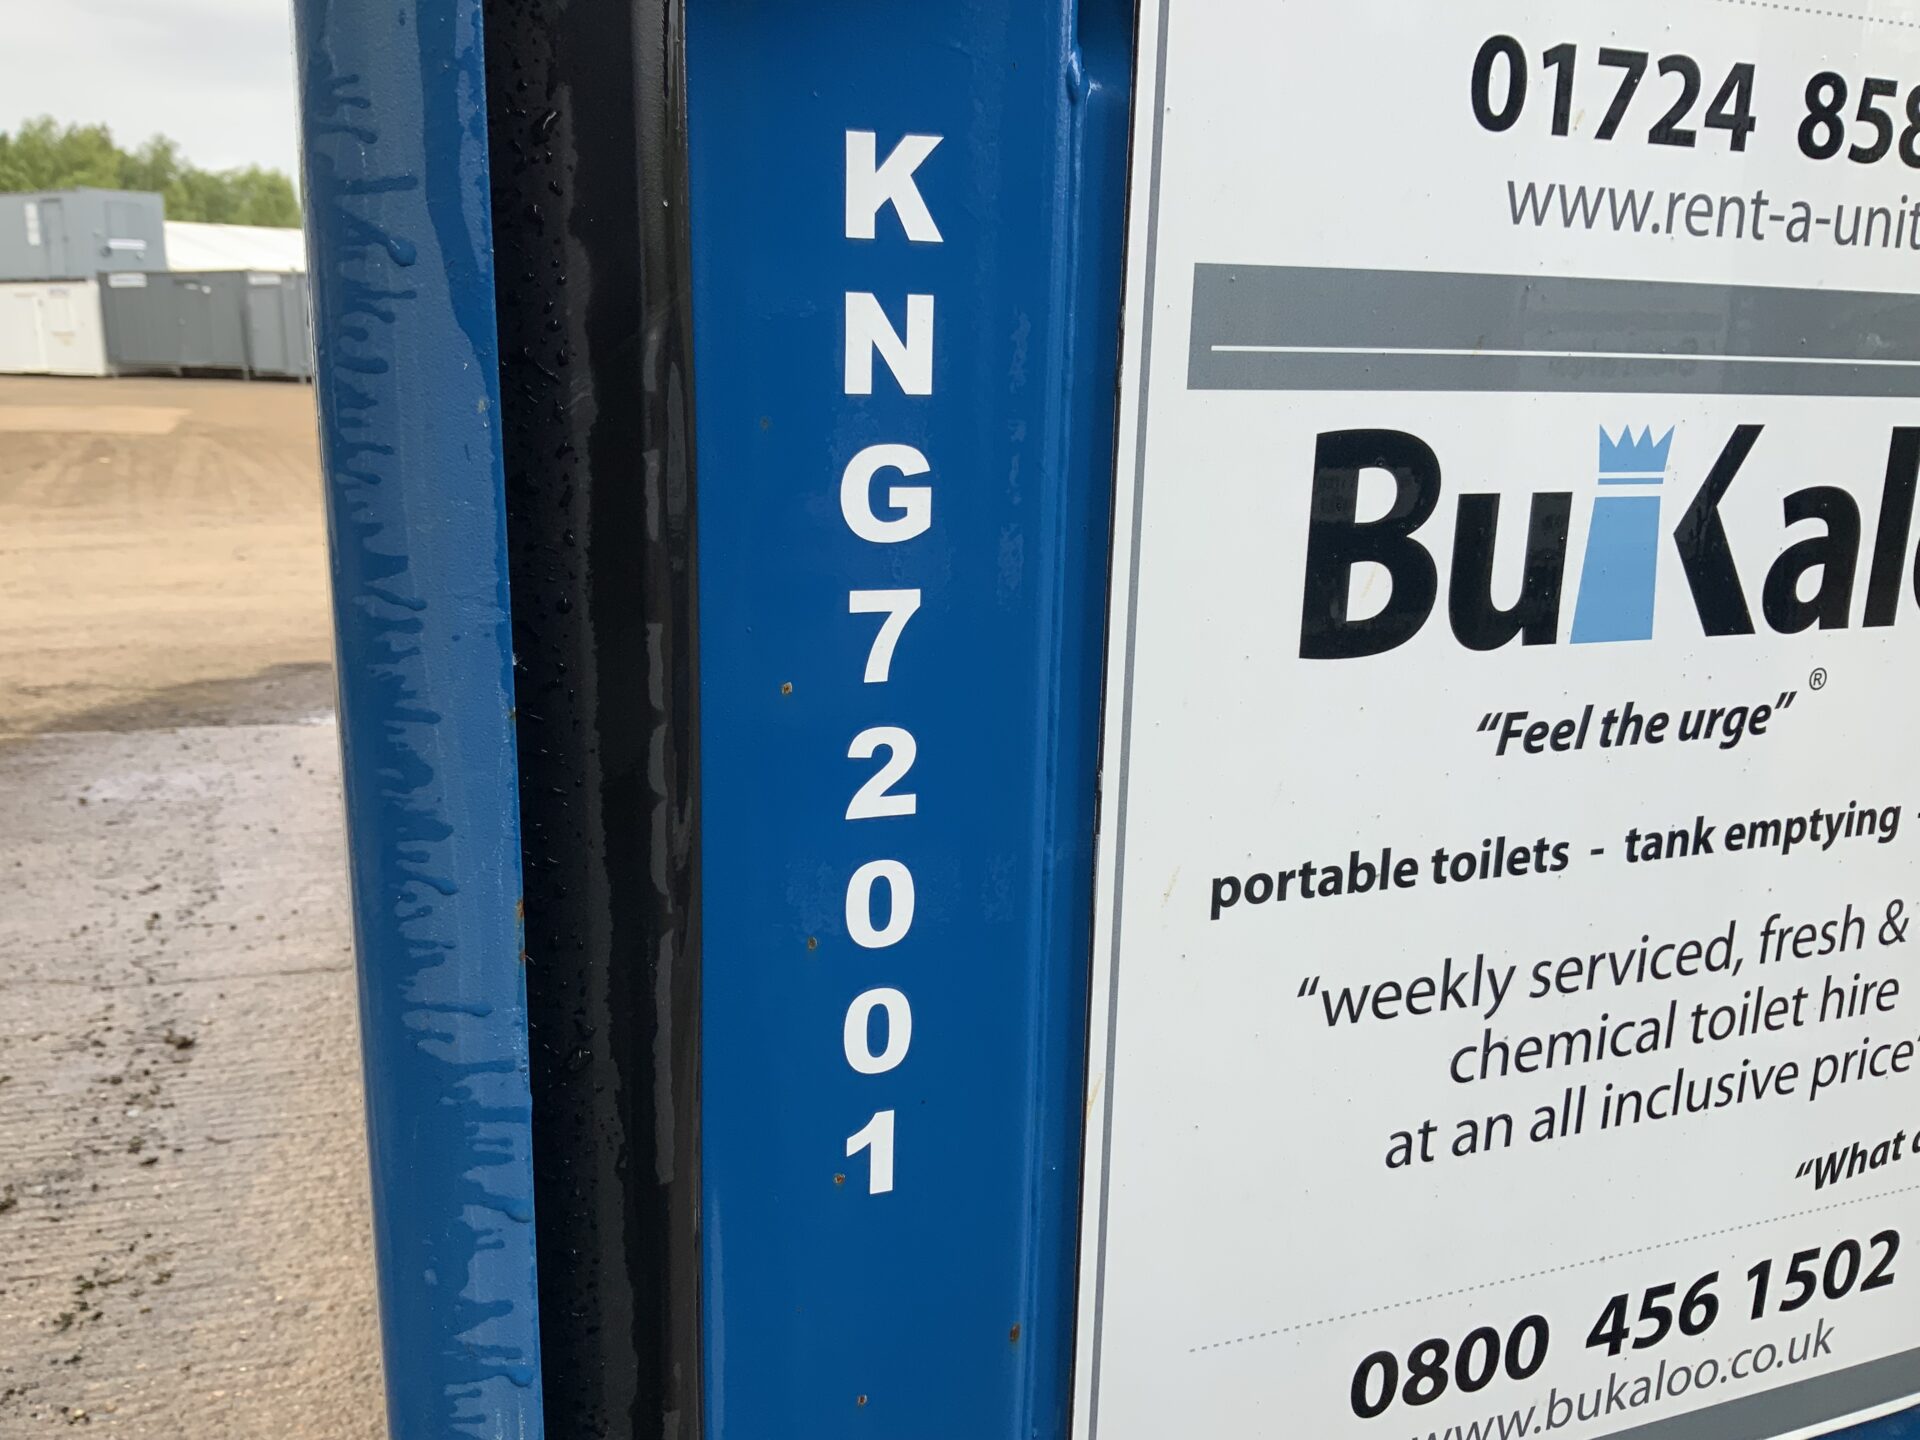 KNG72001
01724 858
www.rent-a-unit
BuKalo
®
"Feel the urge"
portable toilets - tank emptying -
"weekly serviced, fresh &
chemical toilet hire
at an all inclusive price"
"What
0800 456 1502
www.bukaloo.co.uk